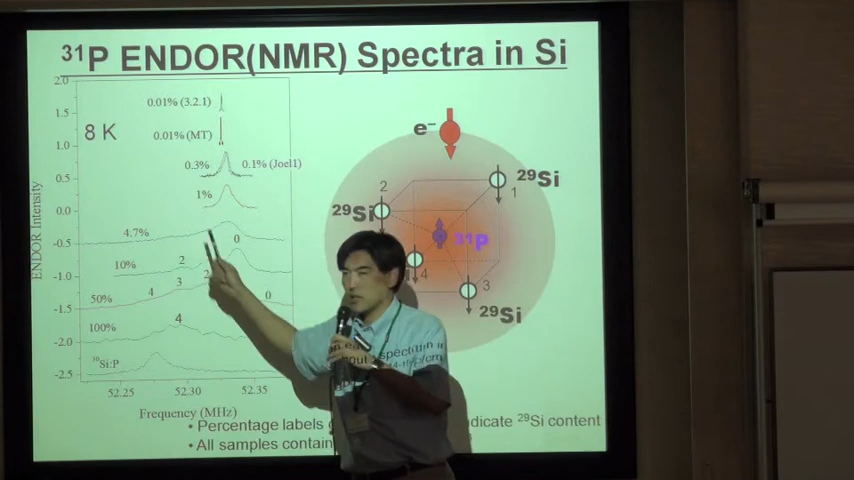 ³¹P ENDOR(NMR) Spectra in Si
2.0
0.01% (3.2.1)
1.5
8 K
0.01% (MT)
1.0
0.3%
0.1% (Joel1)
0.5
1%
0.0
4.7%
0
-0.5
10%
2
-1.0
50%
4
3
2
0
-1.5
100%
4
-2.0
Si:P
-2.5
52.25
52.30
52.35
ENDOR Intensity
Frequency (MHz)
e⁻
²⁹Si
1
2
²⁹Si
³¹P
4
3
²⁹Si
• Percentage labels
dicate ²⁹Si content
• All samples contain